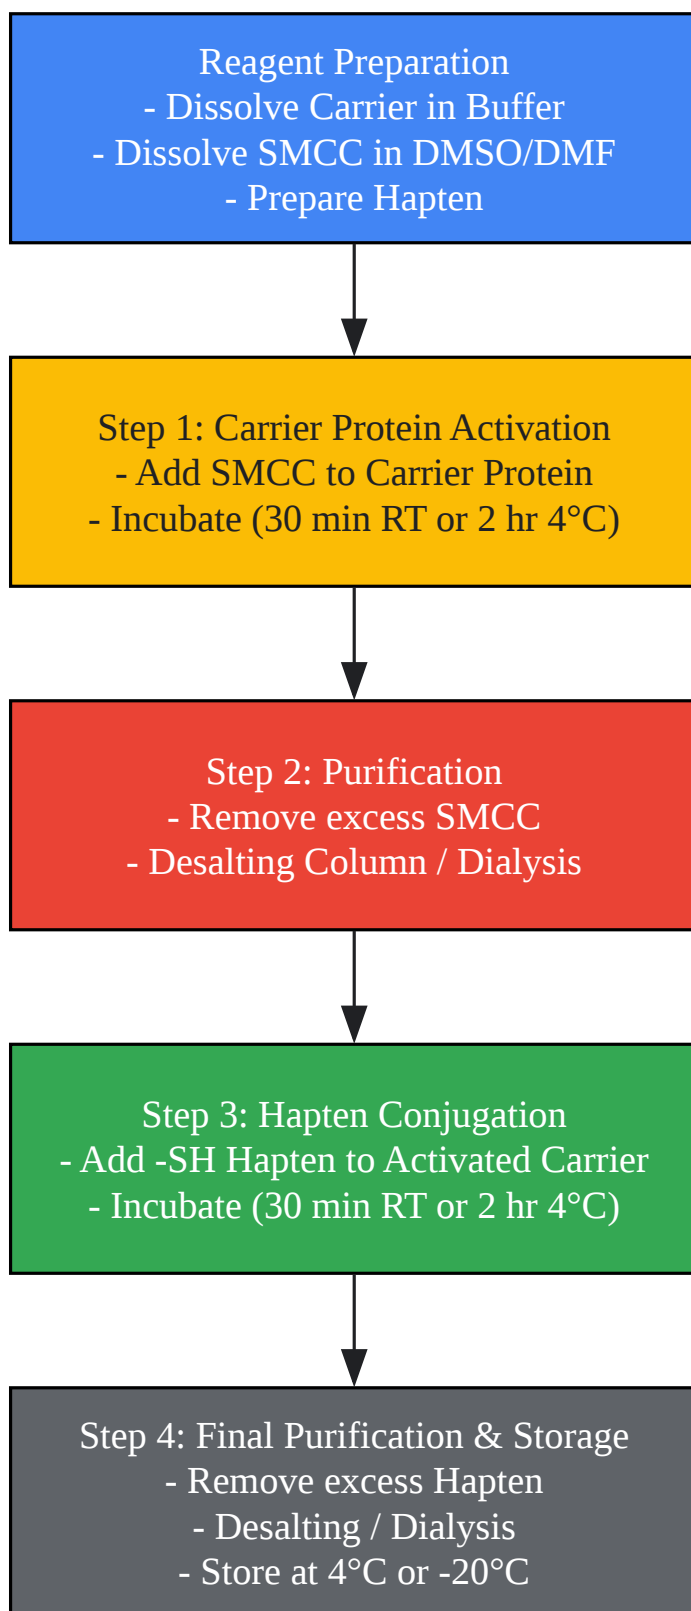 Reagent Preparation
- Dissolve Carrier in Buffer
- Dissolve SMCC in DMSO/DMF
- Prepare Hapten
Step 1: Carrier Protein Activation
- Add SMCC to Carrier Protein
- Incubate (30 min RT or 2 hr 4°C)
Step 2: Purification
- Remove excess SMCC
- Desalting Column / Dialysis
Step 3: Hapten Conjugation
- Add -SH Hapten to Activated Carrier
- Incubate (30 min RT or 2 hr 4°C)
Step 4: Final Purification & Storage
- Remove excess Hapten
- Desalting / Dialysis
- Store at 4°C or -20°C